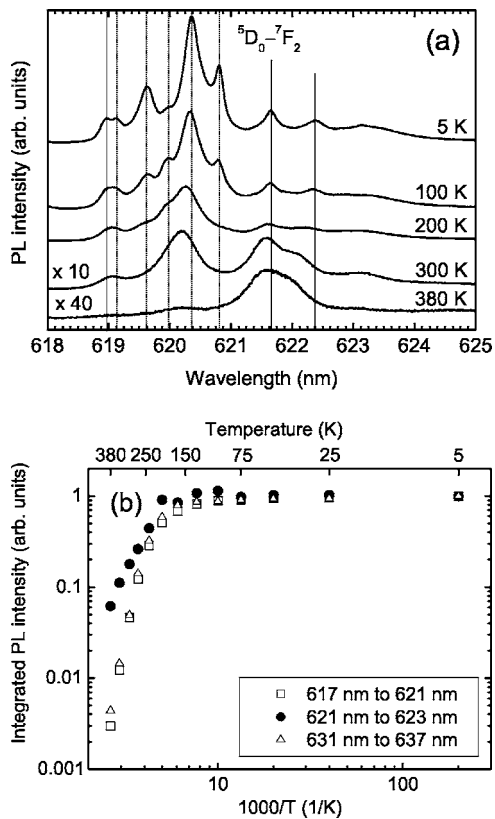 ⁵D₀–⁷F₂
(a)
PL intensity (arb. units)
5 K
100 K
200 K
x 10
300 K
x 40
380 K
618 619 620 621 622 623 624 625
Wavelength (nm)
Temperature (K)
380 250 150 75 25 5
(b)
Integrated PL intensity (arb. units)
1
0.1
0.01
0.001
617 nm to 621 nm
621 nm to 623 nm
631 nm to 637 nm
10 100
1000/T (1/K)